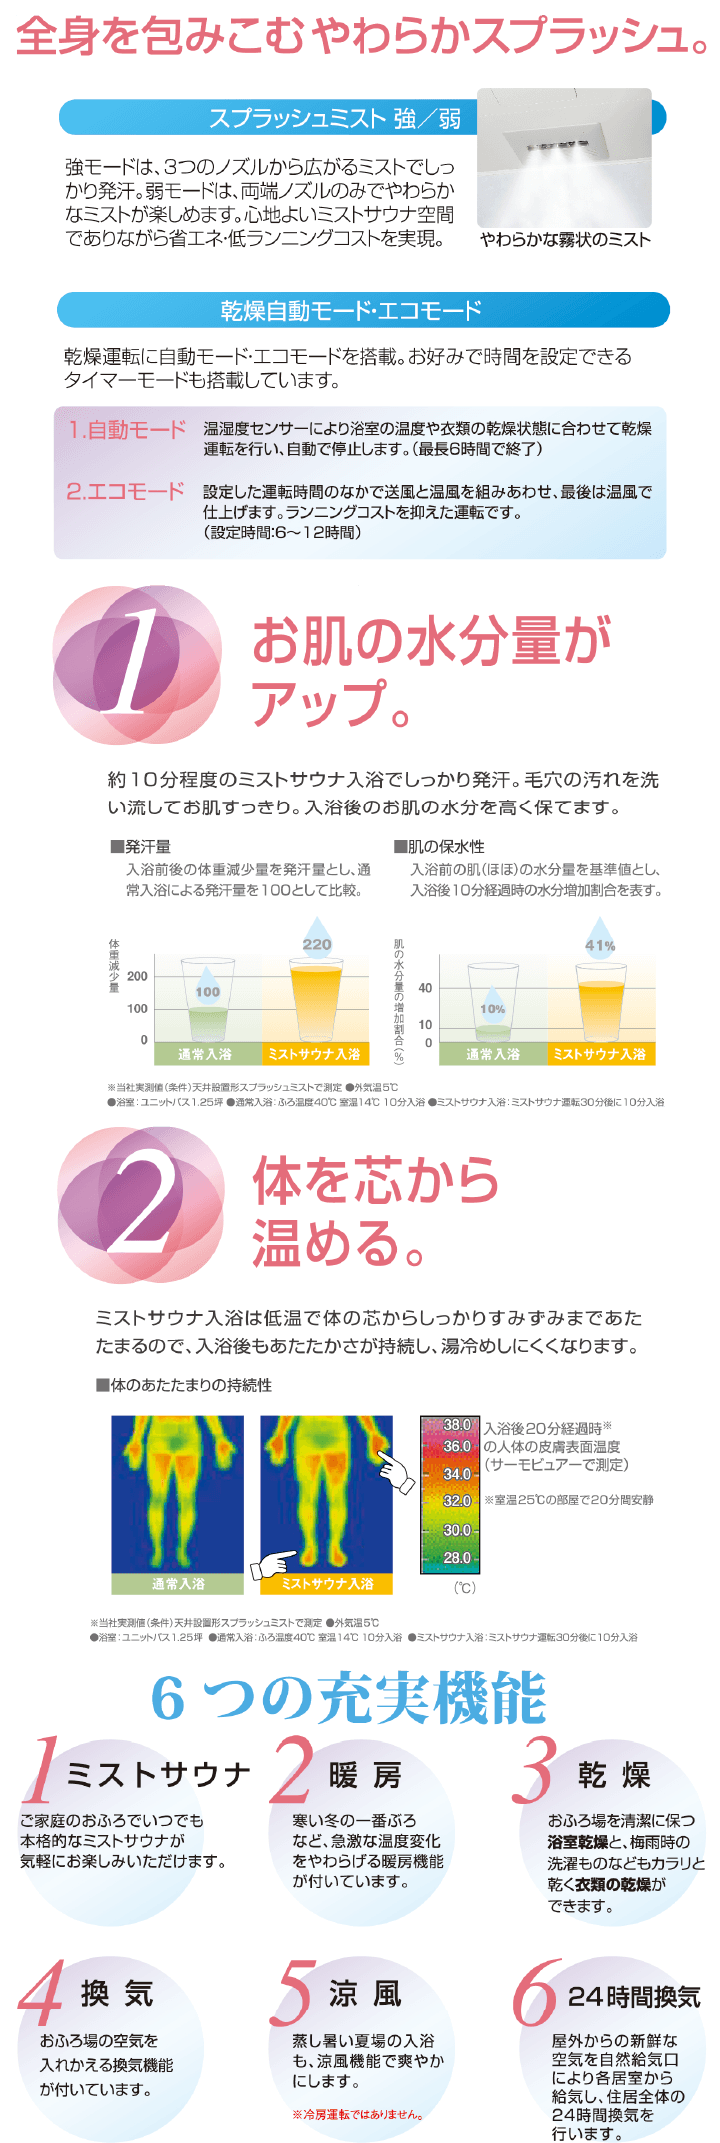 全身を包みこむやわらかスプラッシュ。
スプラッシュミスト 強／弱
強モードは、3つのノズルから広がるミストでしっ
かり発汗。弱モードは、両端ノズルのみでやわらか
なミストが楽しめます。心地よいミストサウナ空間
でありながら省エネ･低ランニングコストを実現。
やわらかな霧状のミスト
乾燥自動モード･エコモード
乾燥運転に自動モード･エコモードを搭載。お好みで時間を設定できる
タイマーモードも搭載しています。
1.自動モード
温湿度センサーにより浴室の温度や衣類の乾燥状態に合わせて乾燥
運転を行い、自動で停止します。（最長6時間で終了）
2.エコモード
設定した運転時間のなかで送風と温風を組みあわせ、最後は温風で
仕上げます。ランニングコストを抑えた運転です。
（設定時間:6〜12時間）
1
お肌の水分量が
アップ。
約10分程度のミストサウナ入浴でしっかり発汗。毛穴の汚れを洗
い流してお肌すっきり。入浴後のお肌の水分を高く保てます。
■発汗量
入浴前後の体重減少量を発汗量とし、通
常入浴による発汗量を100として比較。
体重減少量
200
100
0
100
220
通常入浴
ミストサウナ入浴
■肌の保水性
入浴前の肌（ほほ）の水分量を基準値とし、
入浴後10分経過時の水分増加割合を表す。
肌の水分量の増加割合（%）
40
10
0
10%
41%
通常入浴
ミストサウナ入浴
※当社実測値（条件）天井設置形スプラッシュミストで測定 ●外気温5℃
●浴室：ユニットバス1.25坪 ●通常入浴：ふろ温度40℃ 室温14℃ 10分入浴 ●ミストサウナ入浴：ミストサウナ運転30分後に10分入浴
2
体を芯から
温める。
ミストサウナ入浴は低温で体の芯からしっかりすみずみまであた
たまるので、入浴後もあたたかさが持続し、湯冷めしにくくなります。
■体のあたたまりの持続性
通常入浴
ミストサウナ入浴
38.0
36.0
34.0
32.0
30.0
28.0
（℃）
入浴後20分経過時※
の人体の皮膚表面温度
（サーモビュアーで測定）
※室温25℃の部屋で20分間安静
※当社実測値（条件）天井設置形スプラッシュミストで測定 ●外気温5℃
●浴室：ユニットバス1.25坪 ●通常入浴：ふろ温度40℃ 室温14℃ 10分入浴 ●ミストサウナ入浴：ミストサウナ運転30分後に10分入浴
6つの充実機能
1 ミストサウナ
ご家庭のおふろでいつでも
本格的なミストサウナが
気軽にお楽しみいただけます。
2 暖房
寒い冬の一番ぶろ
など、急激な温度変化
をやわらげる暖房機能
が付いています。
3 乾燥
おふろ場を清潔に保つ
浴室乾燥と、梅雨時の
洗濯ものなどもカラリと
乾く衣類の乾燥が
できます。
4 換気
おふろ場の空気を
入れかえる換気機能
が付いています。
5 涼風
蒸し暑い夏場の入浴
も、涼風機能で爽やか
にします。
※冷房運転ではありません。
6 24時間換気
屋外からの新鮮な
空気を自然給気口
により各居室から
給気し、住居全体の
24時間換気を
行います。